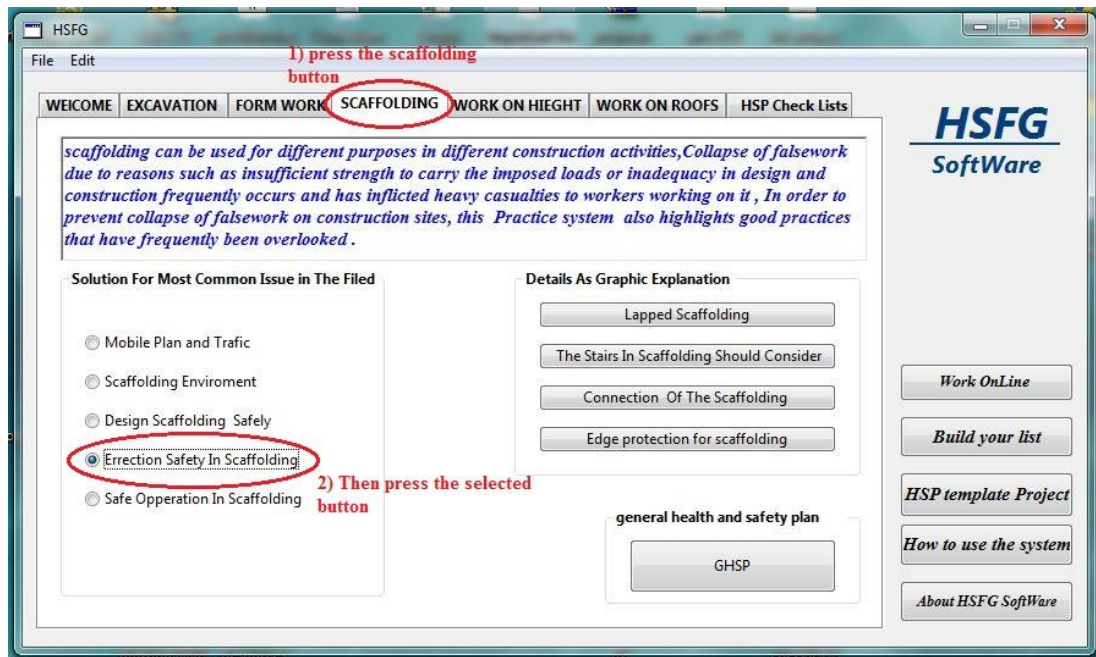 HSFG
File Edit
1) press the scaffolding
button
WElCOME EXCAVATION FORM WORK SCAFFOLDING WORK ON HIEGHT WORK ON ROOFS HSP Check Lists
scaffolding can be used for different purposes in different construction activities,Collapse of falsework
due to reasons such as insufficient strength to carry the imposed loads or inadequacy in design and
construction frequently occurs and has inflicted heavy casualties to workers working on it , In order to
prevent collapse of falsework on construction sites, this Practice system also highlights good practices
that have frequently been overlooked .
HSFG
SoftWare
Solution For Most Common Issue in The Filed
Mobile Plan and Trafic
Scaffolding Enviroment
Design Scaffolding Safely
Errection Safety In Scaffolding
2) Then press the selected
button
Safe Opperation In Scaffolding
Details As Graphic Explanation
Lapped Scaffolding
The Stairs In Scaffolding Should Consider
Connection Of The Scaffolding
Edge protection for scaffolding
general health and safety plan
GHSP
Work OnLine
Build your list
HSP template Project
How to use the system
About HSFG SoftWare